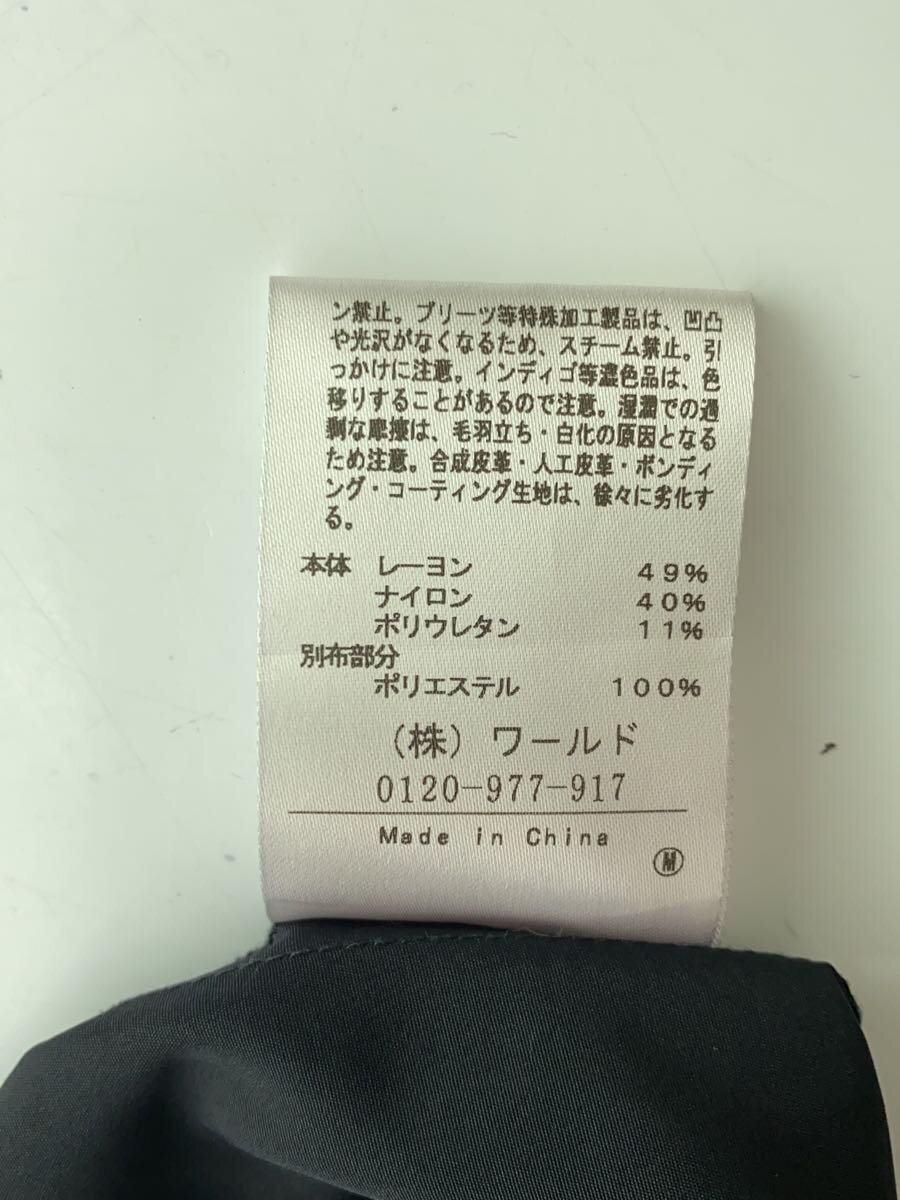 ン禁止。プリーツ等特殊加工製品は、凹凸
や光沢がなくなるため、スチーム禁止。引
っかけに注意。インディゴ等濃色品は、色
移りすることがあるので注意。湿潤での過
剰な摩擦は、毛羽立ち・白化の原因となる
ため注意。合成皮革・人工皮革・ボンディ
ング・コーティング生地は、徐々に劣化す
る。
本体 レーヨン 49%
ナイロン 40%
ポリウレタン 11%
別布部分
ポリエステル 100%
(株)ワールド
0120-977-917
Made in China
Ⓜ